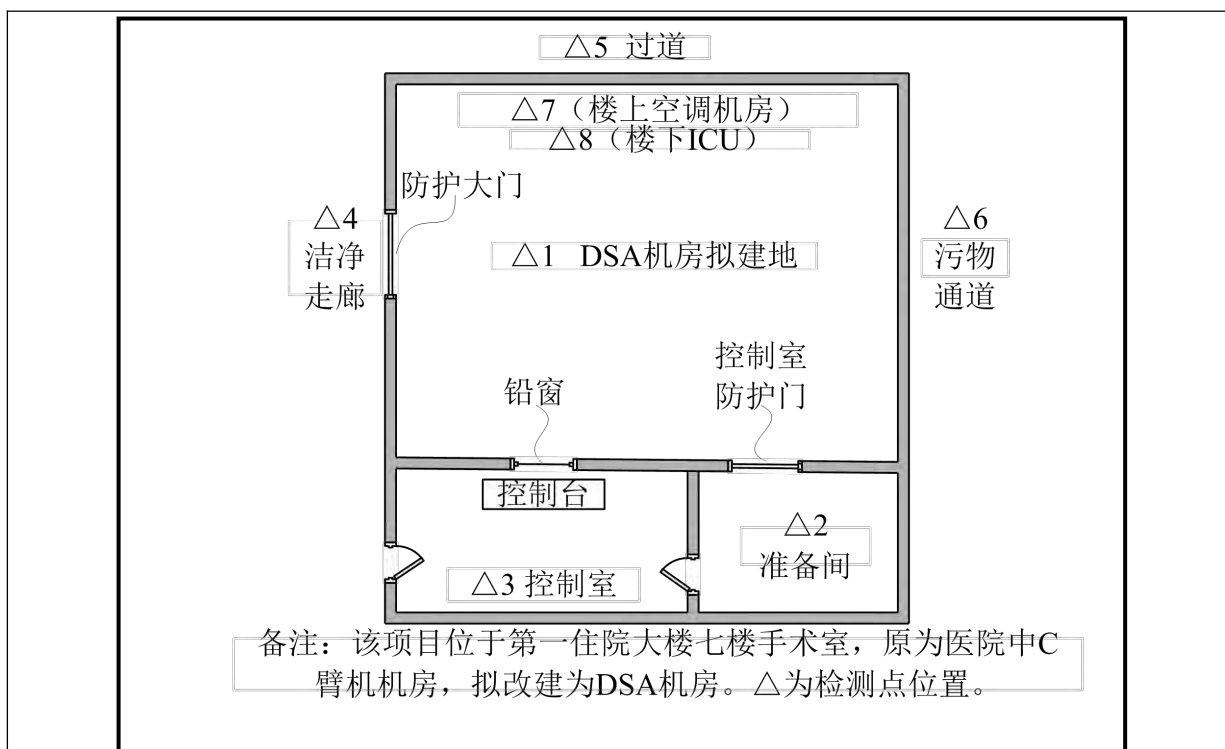 △5 过道
△7（楼上空调机房）
△8（楼下ICU）
防护大门
△4
洁净
走廊
△1 DSA机房拟建地
△6
污物
通道
控制室
防护门
铅窗
控制台
△2
准备间
△3 控制室
备注：该项目位于第一住院大楼七楼手术室，原为医院中C
臂机机房，拟改建为DSA机房。△为检测点位置。